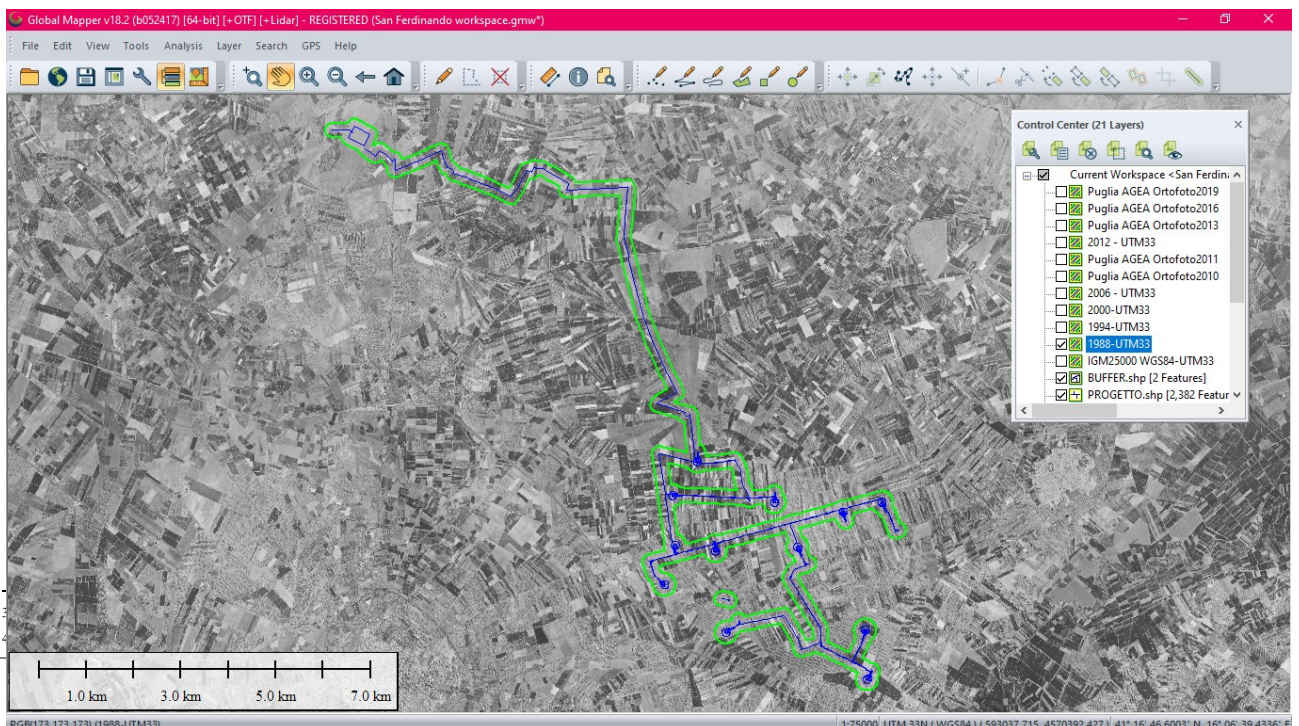 Global Mapper v18.2 (b052417) [64-bit] [+OTF] [+Lidar] - REGISTERED (San Ferdinando workspace.gmw*)
File Edit View Tools Analysis Layer Search GPS Help
Control Center (21 Layers)
Current Workspace <San Ferdin
Puglia AGEA Ortofoto2019
Puglia AGEA Ortofoto2016
Puglia AGEA Ortofoto2013
2012 - UTM33
Puglia AGEA Ortofoto2011
Puglia AGEA Ortofoto2010
2006 - UTM33
2000-UTM33
1994-UTM33
1988-UTM33
IGM25000 WGS84-UTM33
BUFFER.shp [2 Features]
PROGETTO.shp [2,382 Featur
1.0 km 3.0 km 5.0 km 7.0 km
RGB(173,173,173) (1988-UTM33)
1:75000 UTM 33N ( WGS84 ) ( 593037.715, 4570392.427 ) 41° 16' 46.6003" N, 16° 06' 39.4336" E